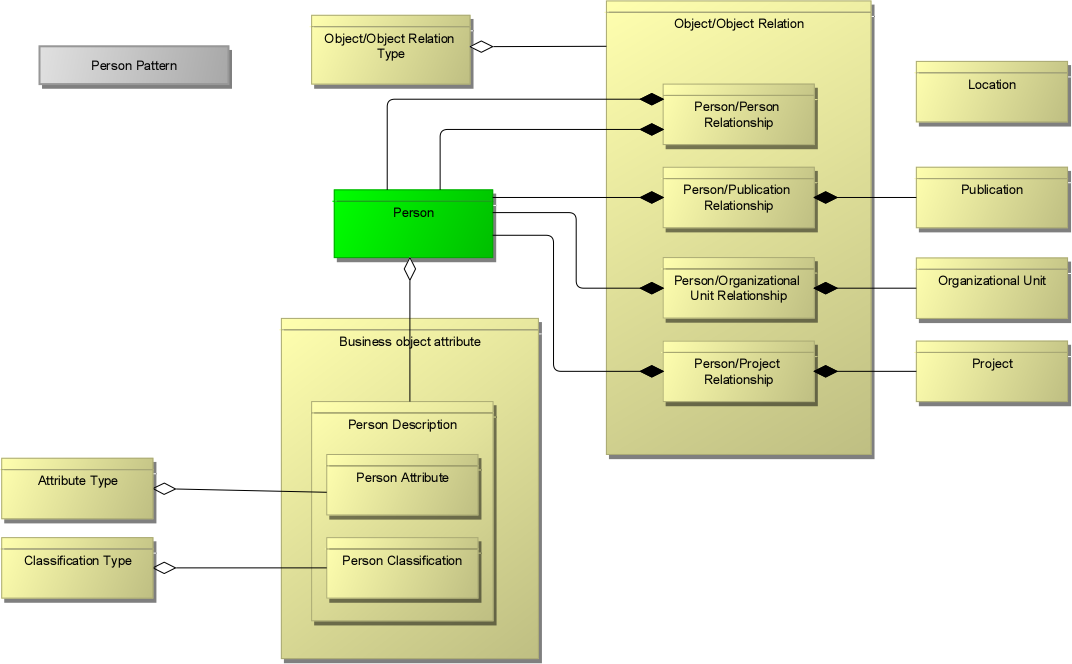 Person Pattern
Object/Object Relation
Type
Object/Object Relation
Person/Person
Relationship
Location
Person/Publication
Relationship
Publication
Person
Person/Organizational
Unit Relationship
Organizational Unit
Person/Project
Relationship
Project
Business object attribute
Person Description
Person Attribute
Attribute Type
Person Classification
Classification Type